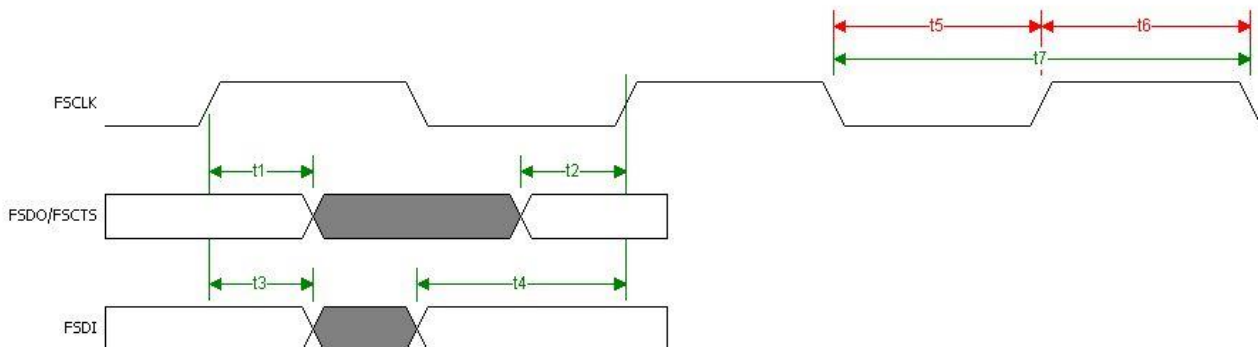 t5
t6
t7
FSCLK
t1
t2
FSDO/FSCTS
t3
t4
FSDI